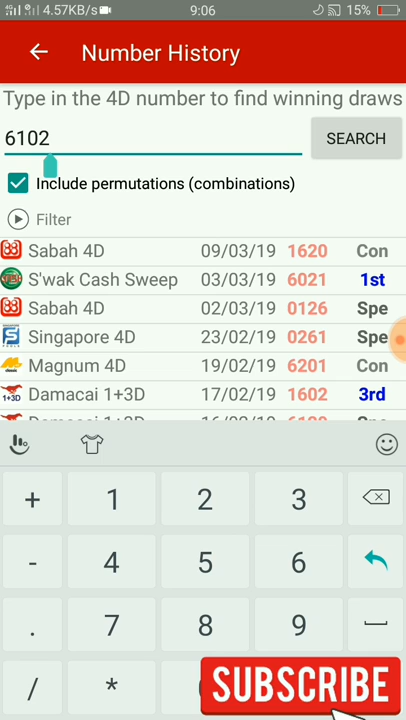 4.57KB/s 9:06 15%
Number History
Type in the 4D number to find winning draws
6102 SEARCH
Include permutations (combinations)
Filter
88 Sabah 4D 09/03/19 1620 Con
S'wak Cash Sweep 03/03/19 6021 1st
88 Sabah 4D 02/03/19 0126 Spe
Singapore 4D 23/02/19 0261 Spe
Magnum 4D 19/02/19 6201 Con
1+3D Damacai 1+3D 17/02/19 1602 3rd
+ 1 2 3
- 4 5 6
. 7 8 9
/ *
SUBSCRIBE